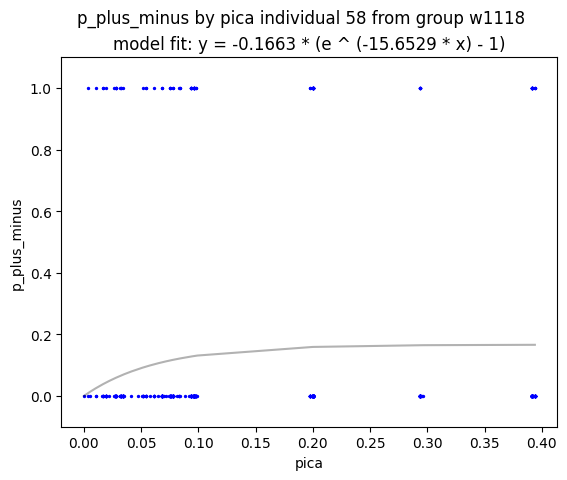 p_plus_minus by pica individual 58 from group w1118
model fit: y = -0.1663 * (e ^ (-15.6529 * x) - 1)
1.0
0.8
0.6
0.4
0.2
0.0
p_plus_minus
0.00 0.05 0.10 0.15 0.20 0.25 0.30 0.35 0.40
pica